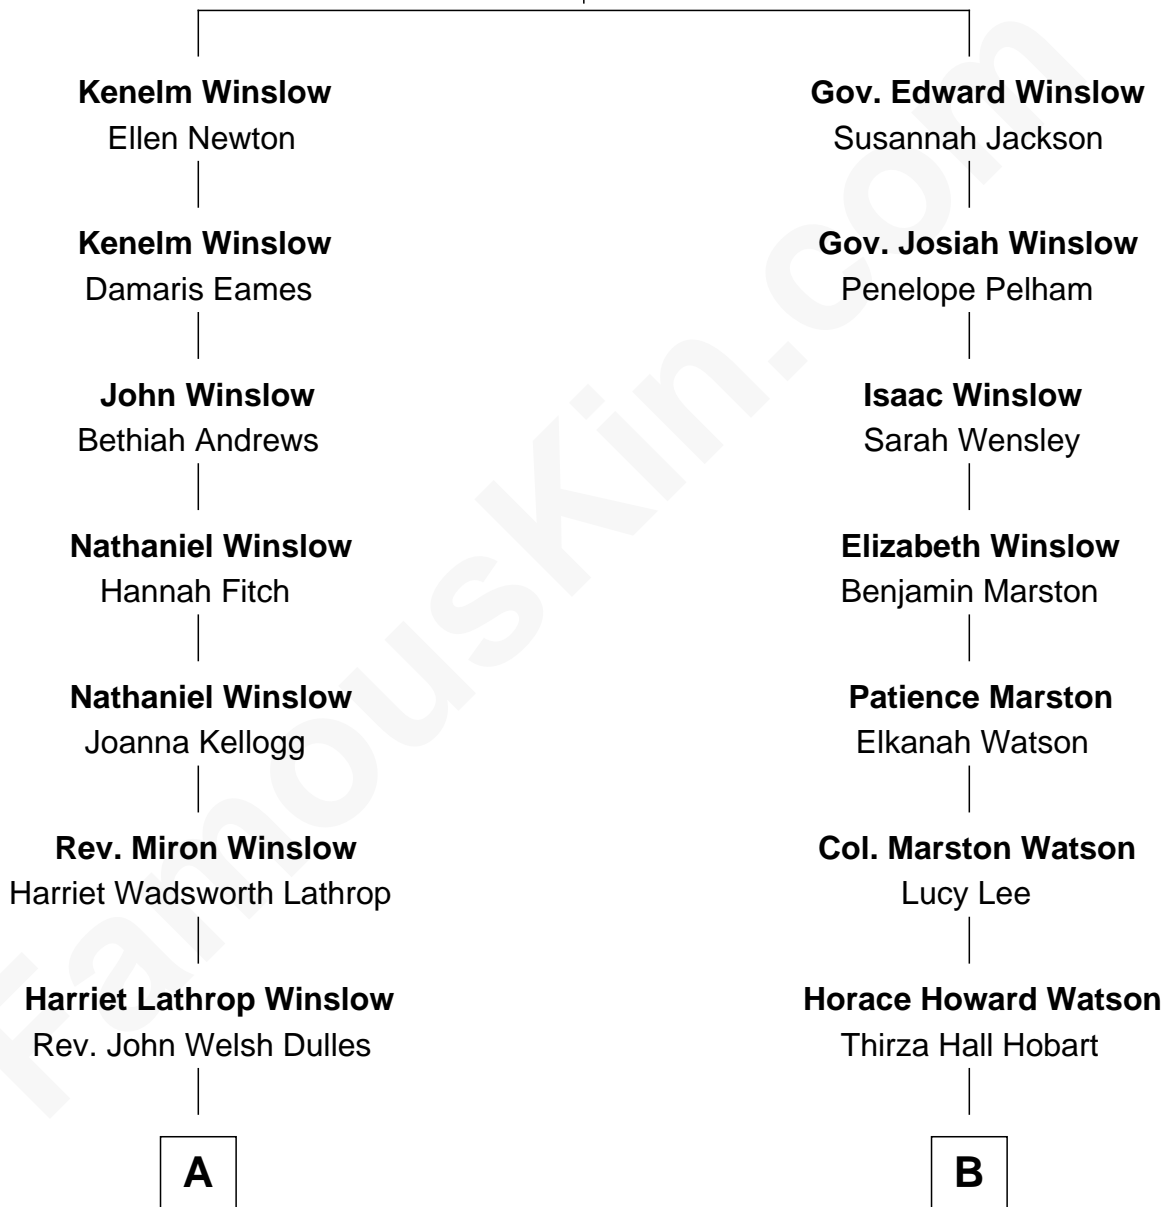 Kenelm Winslow
Ellen Newton
Kenelm Winslow
Damaris Eames
John Winslow
Bethiah Andrews
Nathaniel Winslow
Hannah Fitch
Nathaniel Winslow
Joanna Kellogg
Rev. Miron Winslow
Harriet Wadsworth Lathrop
Harriet Lathrop Winslow
Rev. John Welsh Dulles
A
Gov. Edward Winslow
Susannah Jackson
Gov. Josiah Winslow
Penelope Pelham
Isaac Winslow
Sarah Wensley
Elizabeth Winslow
Benjamin Marston
Patience Marston
Elkanah Watson
Col. Marston Watson
Lucy Lee
Horace Howard Watson
Thirza Hall Hobart
B
FamousKin.com